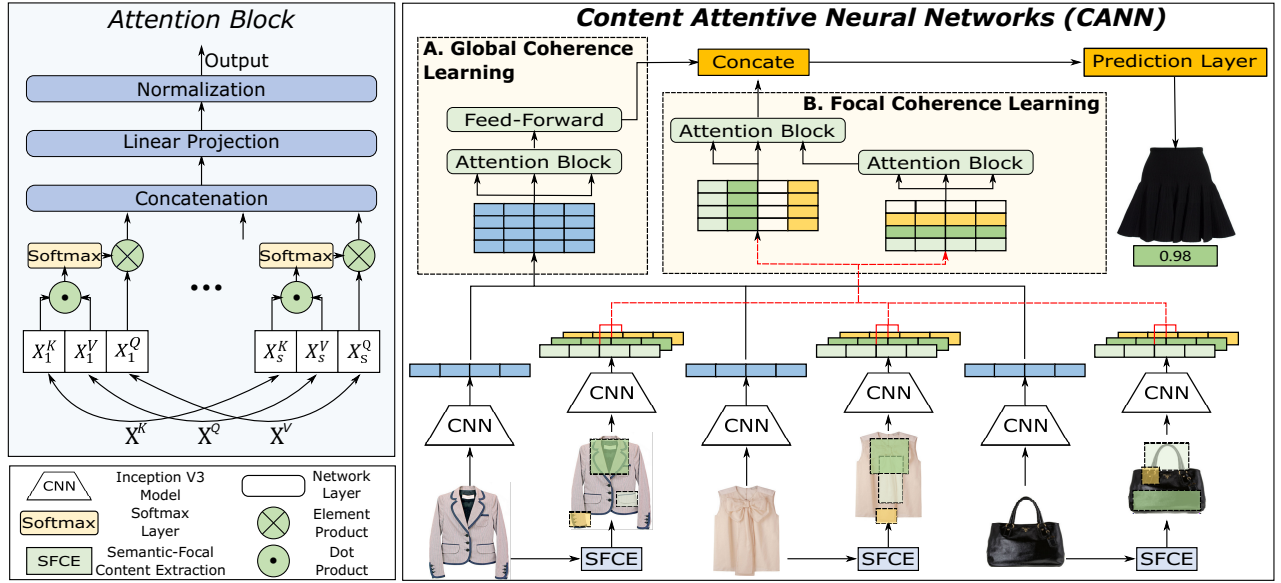 Attention Block
Output
Normalization
Linear Projection
Concatenation
Softmax
Softmax
X_1^K X_1^V X_1^Q
X_s^K X_s^V X_s^Q
X^K X^Q X^V
CNN
Inception V3
Model
Network
Layer
Softmax
Softmax
Layer
Element
Product
SFCE
Semantic-Focal
Content Extraction
Dot
Product
Content Attentive Neural Networks (CANN)
A. Global Coherence
Learning
Concate
Prediction Layer
B. Focal Coherence Learning
Feed-Forward
Attention Block
Attention Block
Attention Block
0.98
CNN
CNN
CNN
CNN
CNN
CNN
SFCE
SFCE
SFCE